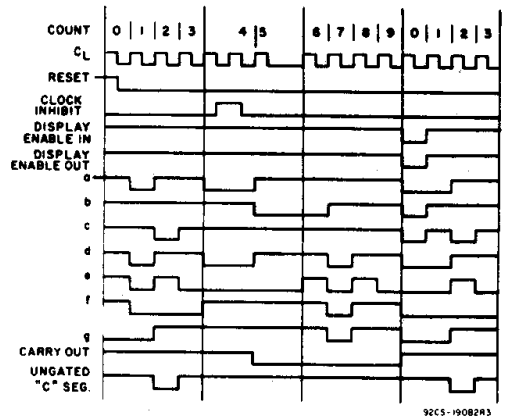 COUNT 0 1 2 3 4 5 6 7 8 9 0 1 2 3
CL
RESET
CLOCK
INHIBIT
DISPLAY
ENABLE IN
DISPLAY
ENABLE OUT
a
b
c
d
e
f
g
CARRY OUT
UNGATED
"C" SEG.
92CS-19082R3